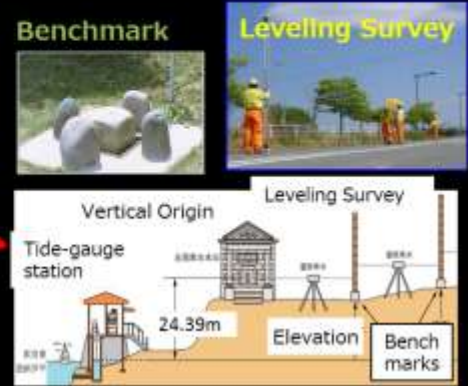 Benchmark
Leveling Survey
Leveling Survey
Vertical Origin
Tide-gauge
station
24.39m
Elevation
Bench
marks